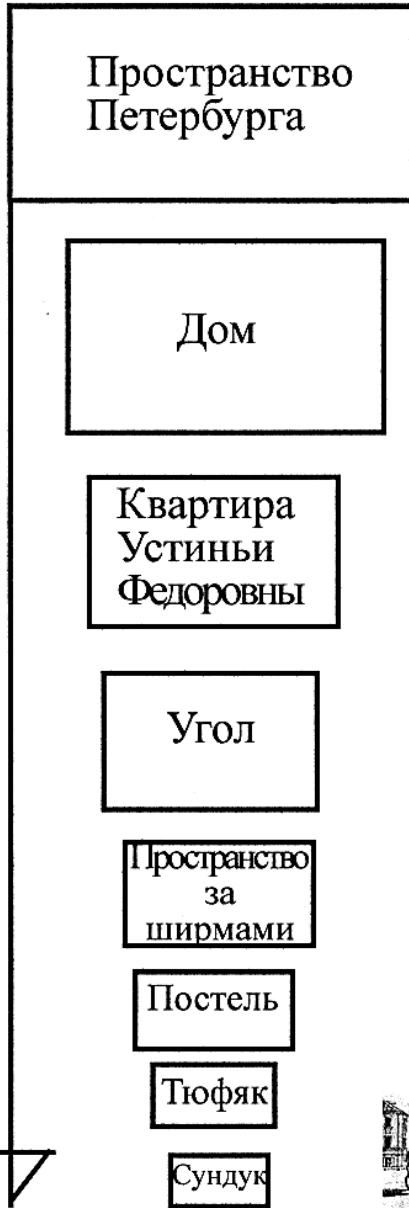 Пространство
Петербурга
Дом
Квартира
Устиньи
Федоровны
Угол
Пространство
за
ширмами
Постель
Тюфяк
Сундук